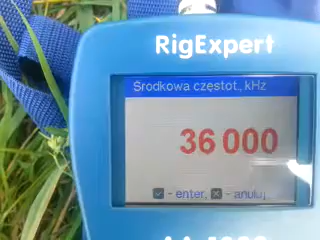 RigExpert
Środkowa częstot., kHz
36 000
- enter, - anuluj